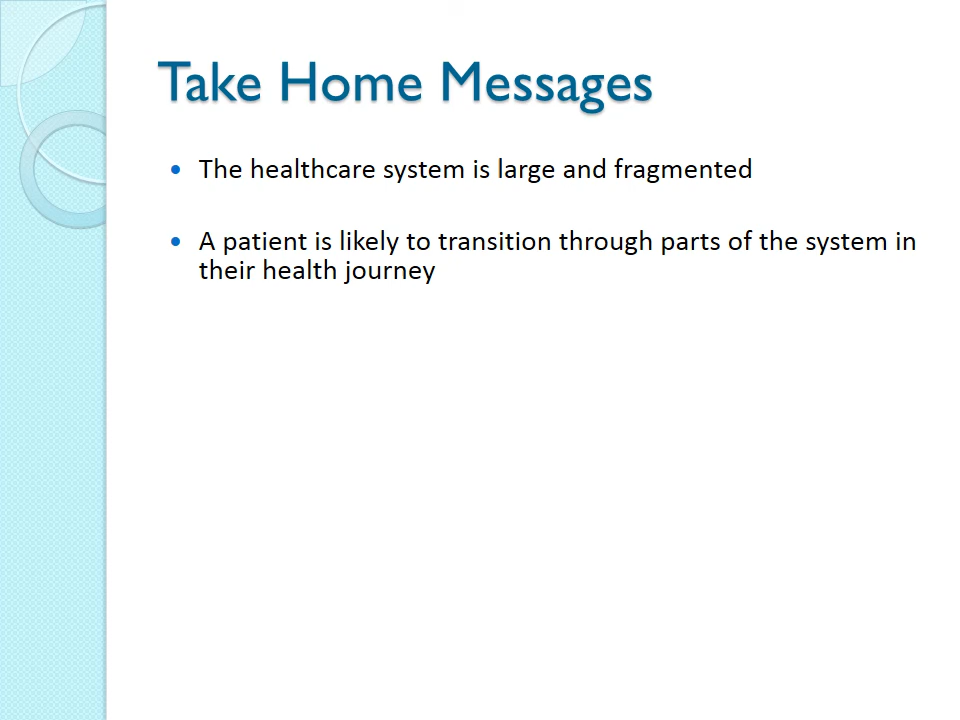 Take Home Messages
• The healthcare system is large and fragmented
• A patient is likely to transition through parts of the system in
their health journey